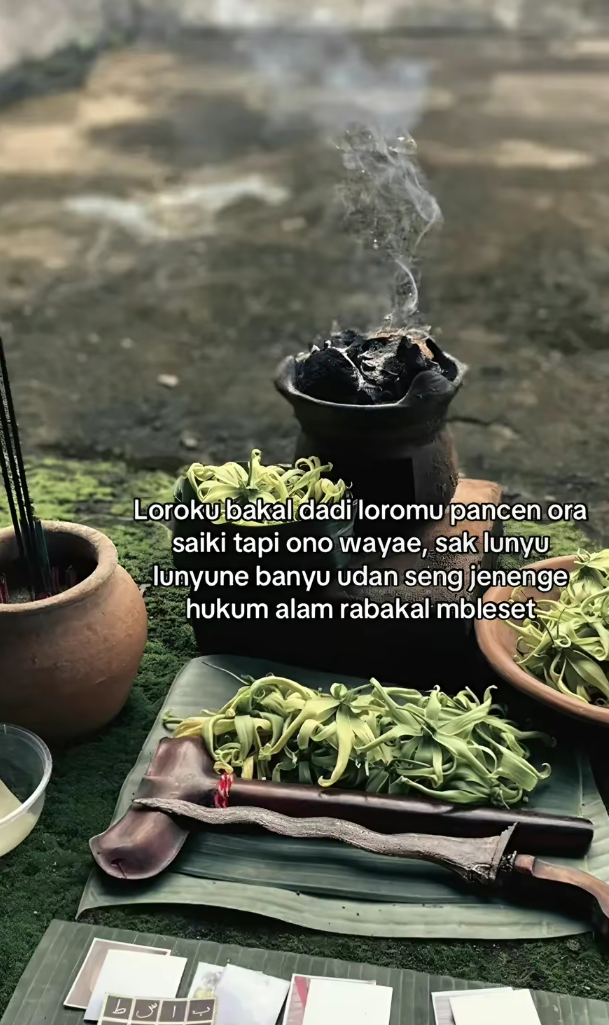 Loroku bakal dadi loromu pancen ora
saiki tapi ono wayae, sak lunyu
lunyune banyu udan seng jenenge
hukum alam rabakal mbleset